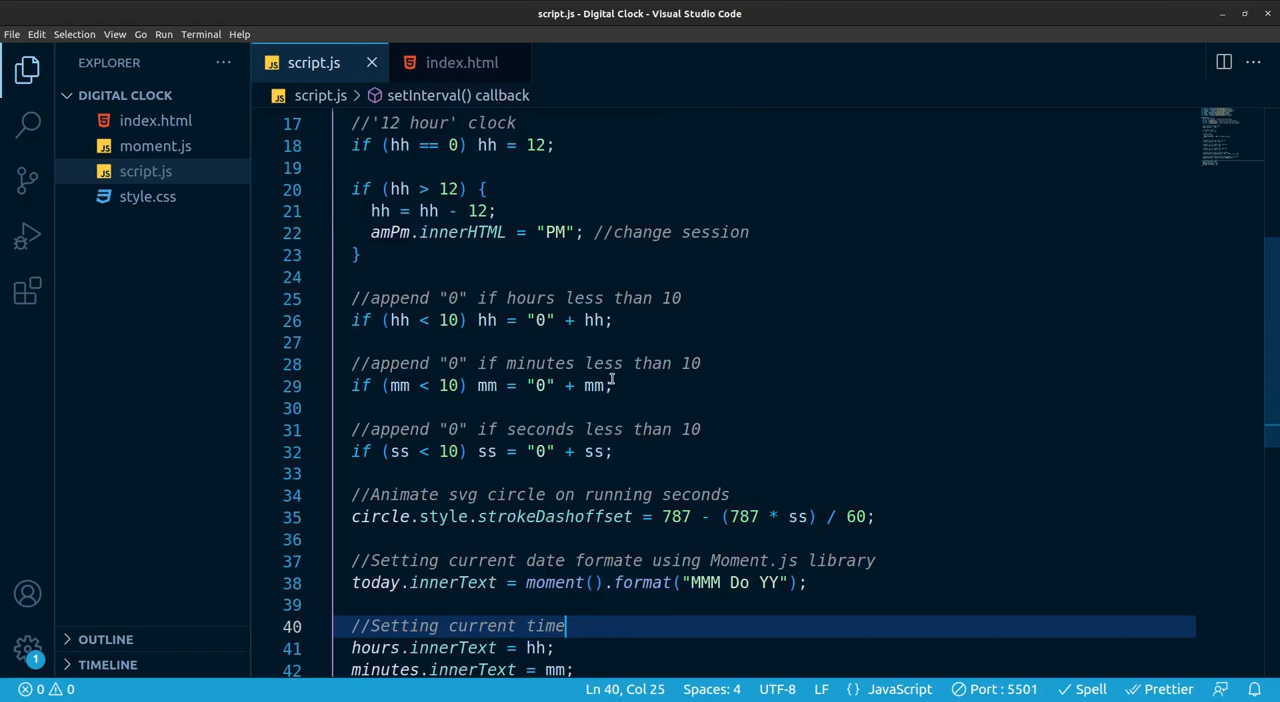 script.js - Digital Clock - Visual Studio Code
File Edit Selection View Go Run Terminal Help
EXPLORER
script.js
index.html
DIGITAL CLOCK
script.js > setInterval() callback
index.html
moment.js
script.js
style.css
17 //'12 hour' clock
18 if (hh == 0) hh = 12;
19
20 if (hh > 12) {
21 hh = hh - 12;
22 amPm.innerHTML = "PM"; //change session
23 }
24
25 //append "0" if hours less than 10
26 if (hh < 10) hh = "0" + hh;
27
28 //append "0" if minutes less than 10
29 if (mm < 10) mm = "0" + mm;
30
31 //append "0" if seconds less than 10
32 if (ss < 10) ss = "0" + ss;
33
34 //Animate svg circle on running seconds
35 circle.style.strokeDashoffset = 787 - (787 * ss) / 60;
36
37 //Setting current date formate using Moment.js library
38 today.innerText = moment().format("MMM Do YY");
39
40 //Setting current time
41 hours.innerText = hh;
42 minutes.innerText = mm;
OUTLINE
TIMELINE
1
0 0
Ln 40, Col 25
Spaces: 4
UTF-8
LF
{} JavaScript
Port : 5501
Spell
Prettier